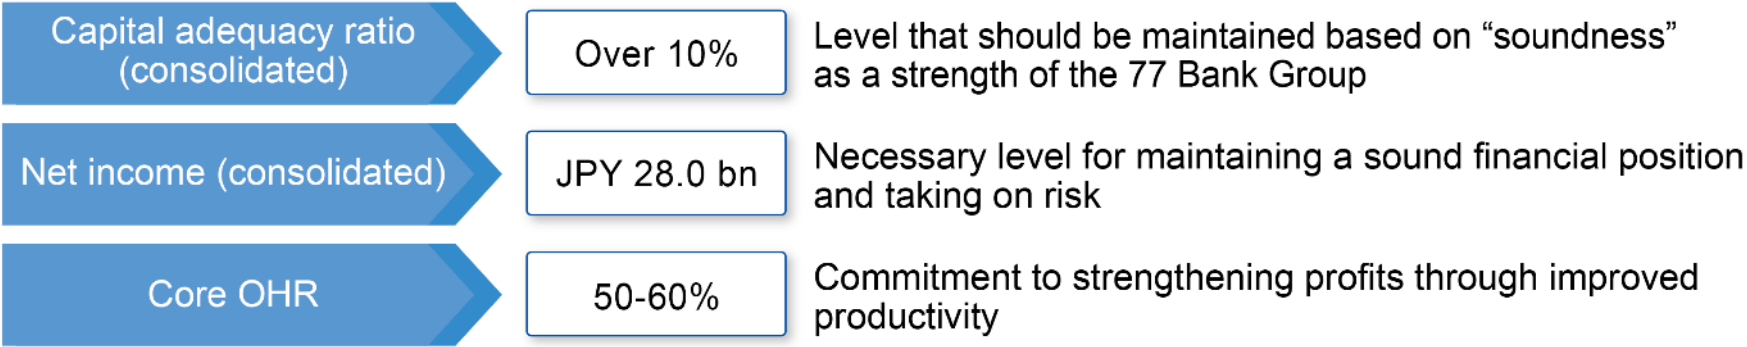 Capital adequacy ratio
(consolidated)
Over 10%
Level that should be maintained based on “soundness”
as a strength of the 77 Bank Group
Net income (consolidated)
JPY 28.0 bn
Necessary level for maintaining a sound financial position
and taking on risk
Core OHR
50-60%
Commitment to strengthening profits through improved
productivity